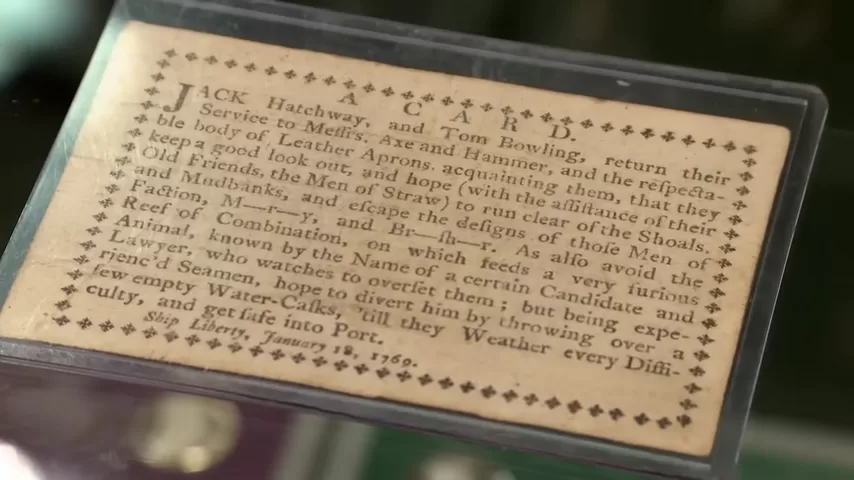 A C A R D.
JACK Hatchway, and Tom Bowling, return their
Service to Meſſrs. Axe and Hammer, and the reſpecta-
ble body of Leather Aprons. acquainting them, that they
keep a good look out, and hope (with the aſſiſtance of their
Old Friends, the Men of Straw) to run clear of the Shoals.
and Mudbanks, and eſcape the deſigns of thoſe Men of
Faction, M—r—y, and Br—ſh—r. As alſo avoid the
Reef of Combination, on which feeds a very furious
Animal, known by the Name of a certain Candidate and
Lawyer, who watches to overſet them ; but being expe-
rienc'd Seamen, hope to divert him by throwing over a
few empty Water-Caſks, 'till they Weather every Diffi-
culty, and get ſafe into Port.
Ship Liberty, January 18, 1769.